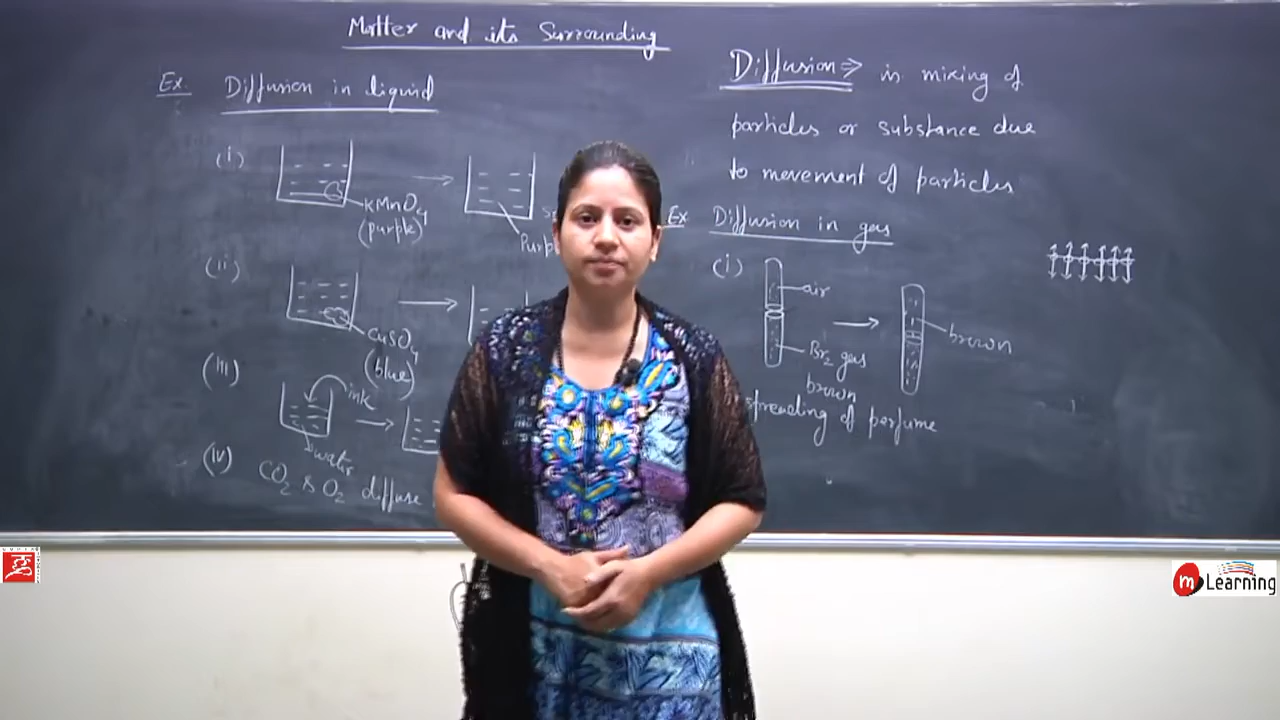 Matter and its Surrounding
Ex. Diffusion in liquid
(i)
KMnO4
(purple)
(ii)
CuSO4
(blue)
(iii)
ink
water
(iv) CO2 & O2 diffuse
Diffusion ⇒ is mixing of
particles or substance due
to movement of particles
Ex Diffusion in gas
(i)
air
Br2 gas
brown
brown
spreading of perfume
m Learning